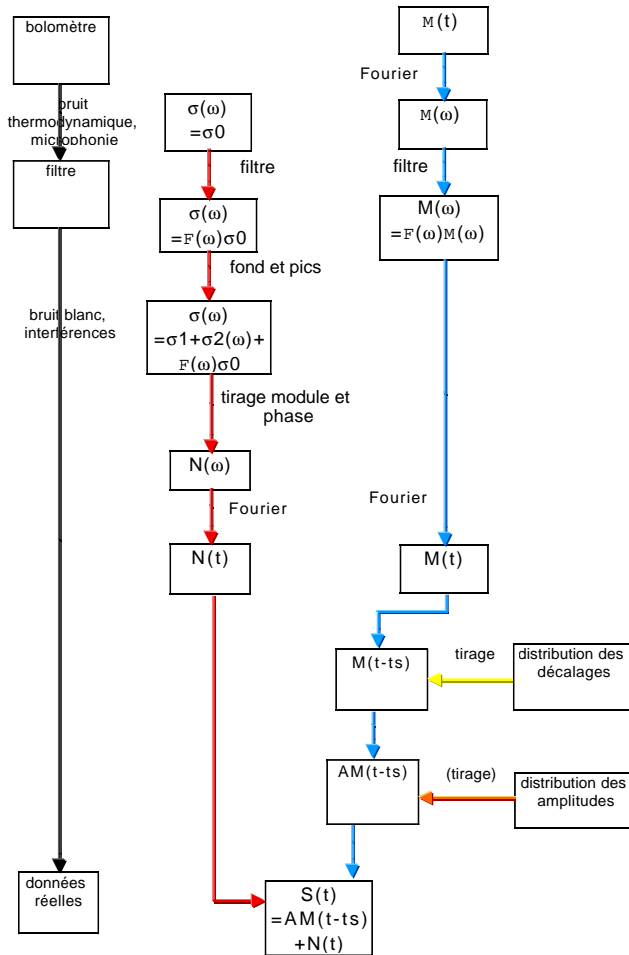 bolomètre
bruit
thermodynamique,
microphonie
filtre
bruit blanc,
interférences
données
réelles
σ(ω)
=σ0
filtre
σ(ω)
=F(ω)σ0
fond et pics
σ(ω)
=σ1+σ2(ω)+
F(ω)σ0
tirage module et
phase
N(ω)
Fourier
N(t)
M(t)
Fourier
M(ω)
filtre
M(ω)
=F(ω)M(ω)
Fourier
M(t)
M(t-ts)
tirage
distribution des
décalages
AM(t-ts)
(tirage)
distribution des
amplitudes
S(t)
=AM(t-ts)
+N(t)